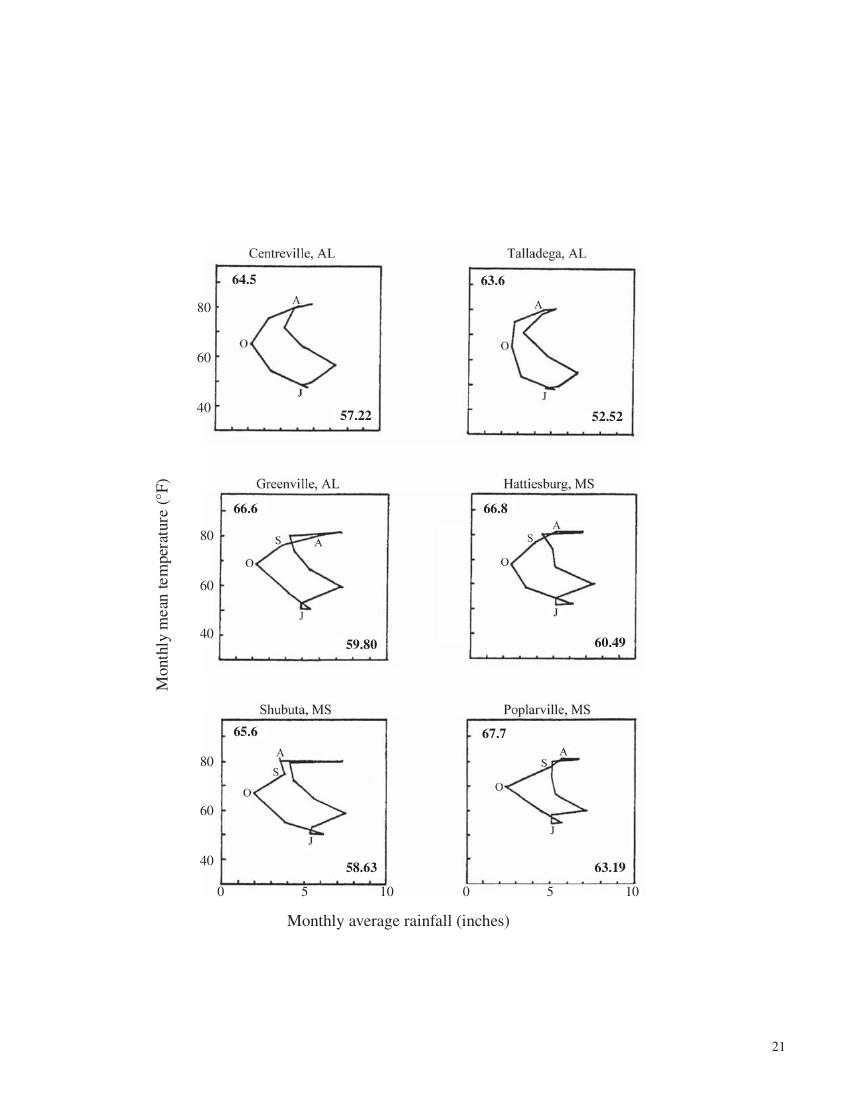 Centreville, AL
Talladega, AL
64.5
63.6
80
A
A
O
O
60
J
J
40
57.22
52.52
Monthly mean temperature (°F)
Greenville, AL
Hattiesburg, MS
66.6
66.8
80
S
A
S
A
O
O
60
J
J
40
59.80
60.49
Shubuta, MS
Poplarville, MS
65.6
67.7
80
A
S
A
S
O
O
60
J
J
40
58.63
63.19
0 5 10
0 5 10
Monthly average rainfall (inches)
21